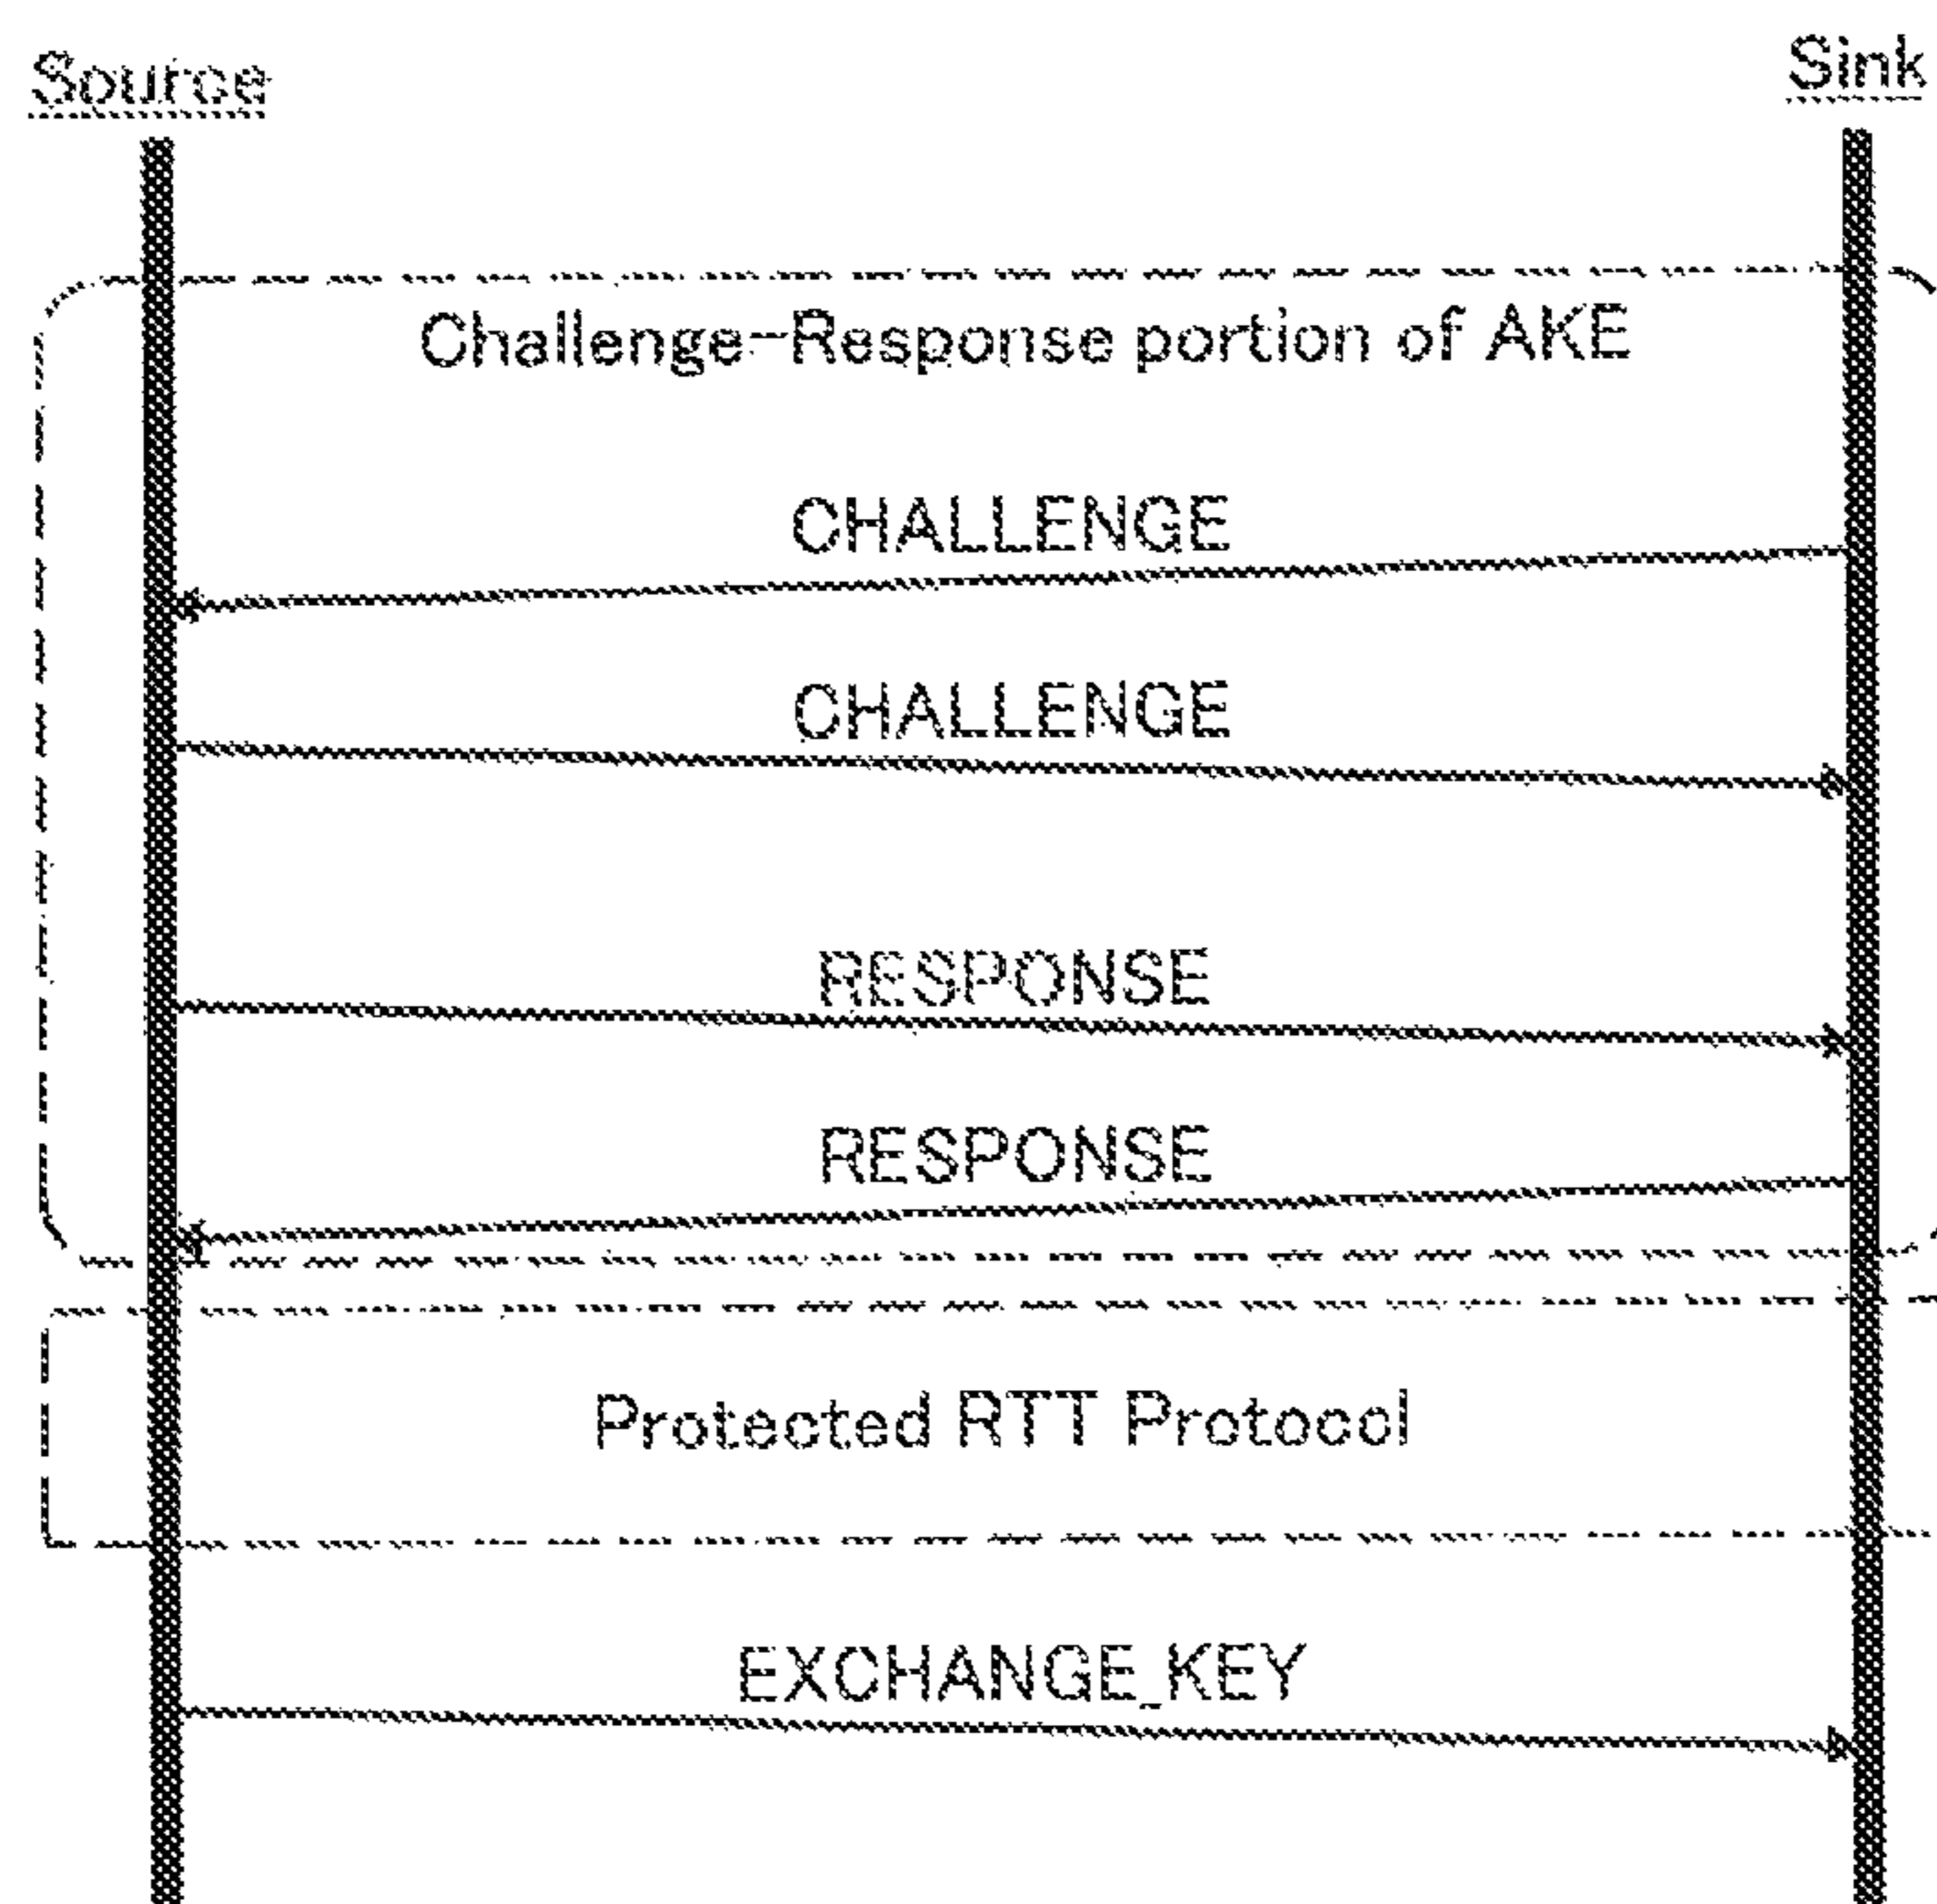 Source
Sink
Challenge-Response portion of AKE
CHALLENGE
CHALLENGE
RESPONSE
RESPONSE
Protected RTT Protocol
EXCHANGE_KEY